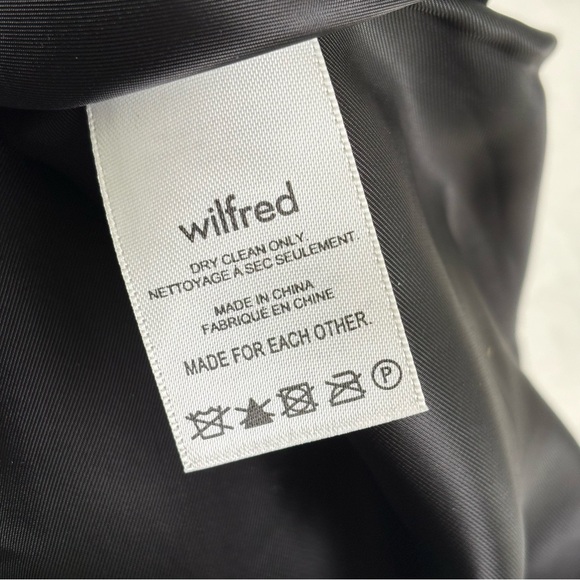 wilfred
DRY CLEAN ONLY
NETTOYAGE À SEC SEULEMENT
MADE IN CHINA
FABRIQUÉ EN CHINE
MADE FOR EACH OTHER.
P